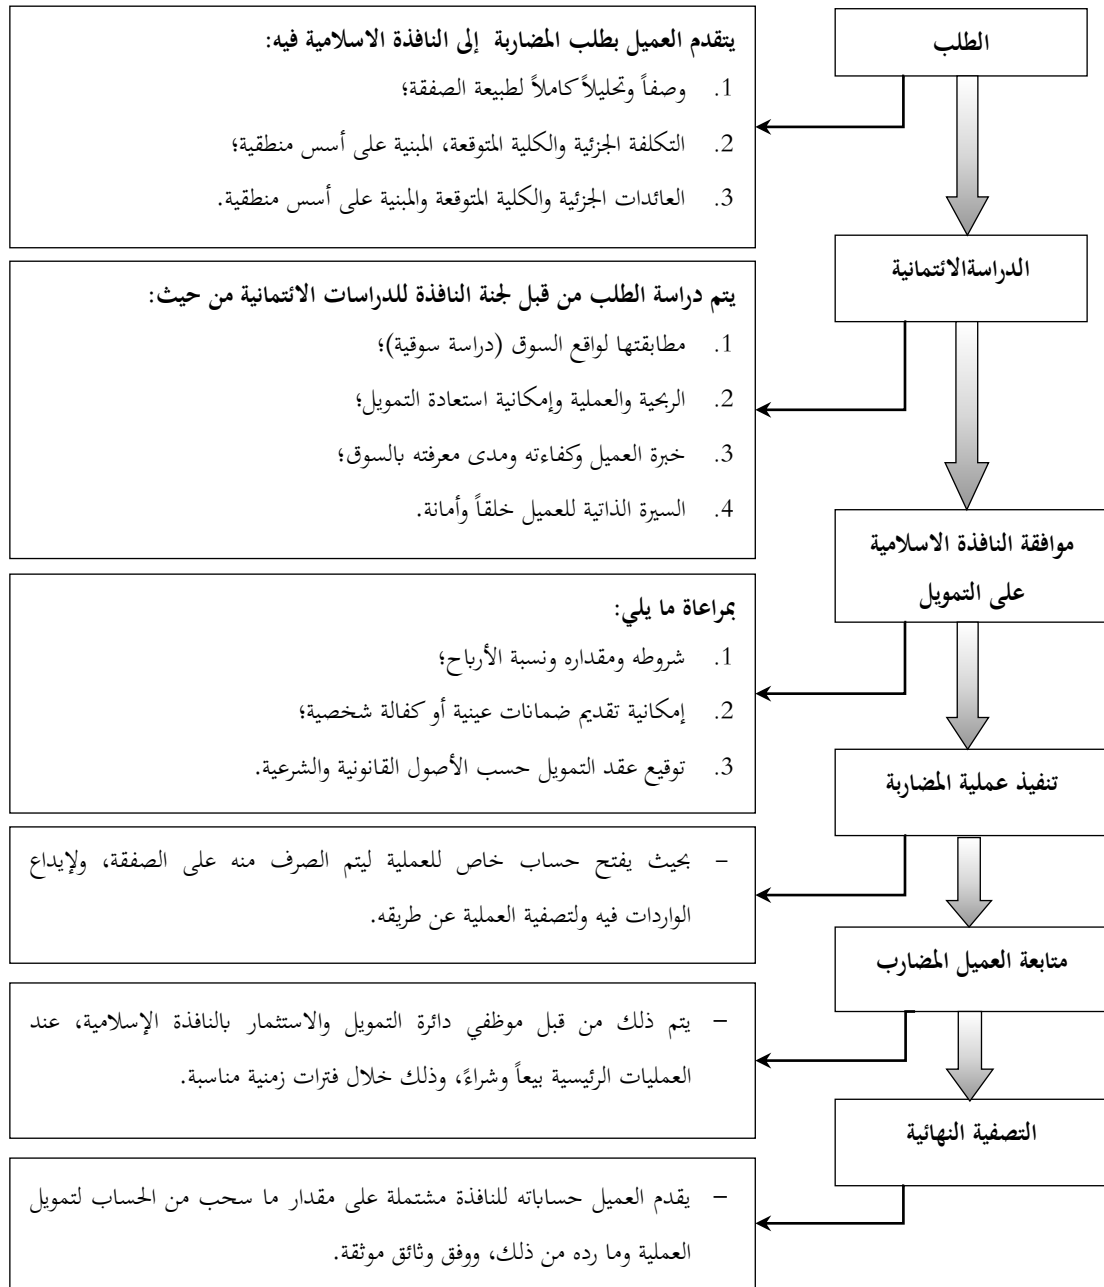 الطلب
يتقدم العميل بطلب المضاربة إلى النافذة الاسلامية فيه:
1. وصفاً وتحليلاً كاملاً لطبيعة الصفقة؛
2. التكلفة الجزئية والكلية المتوقعة، المبنية على أسس منطقية؛
3. العائدات الجزئية والكلية المتوقعة والمبنية على أسس منطقية.
الدراسةالائتمانية
يتم دراسة الطلب من قبل لجنة النافذة للدراسات الائتمانية من حيث:
1. مطابقتها لواقع السوق (دراسة سوقية)؛
2. الربحية والعملية وإمكانية استعادة التمويل؛
3. خبرة العميل وكفاءته ومدى معرفته بالسوق؛
4. السيرة الذاتية للعميل خلقاً وأمانة.
موافقة النافذة الاسلامية
على التمويل
بمراعاة ما يلي:
1. شروطه ومقداره ونسبة الأرباح؛
2. إمكانية تقديم ضمانات عينية أو كفالة شخصية؛
3. توقيع عقد التمويل حسب الأصول القانونية والشرعية.
تنفيذ عملية المضاربة
- بحيث يفتح حساب خاص للعملية ليتم الصرف منه على الصفقة، ولإيداع
الواردات فيه ولتصفية العملية عن طريقه.
متابعة العميل المضارب
- يتم ذلك من قبل موظفي دائرة التمويل والاستثمار بالنافذة الإسلامية، عند
العمليات الرئيسية بيعاً وشراءً، وذلك خلال فترات زمنية مناسبة.
التصفية النهائية
- يقدم العميل حساباته للنافذة مشتملة على مقدار ما سحب من الحساب لتمويل
العملية وما رده من ذلك، ووفق وثائق موثقة.